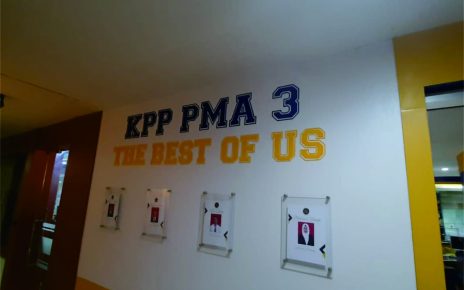 KPP PMA 3
THE BEST OF US